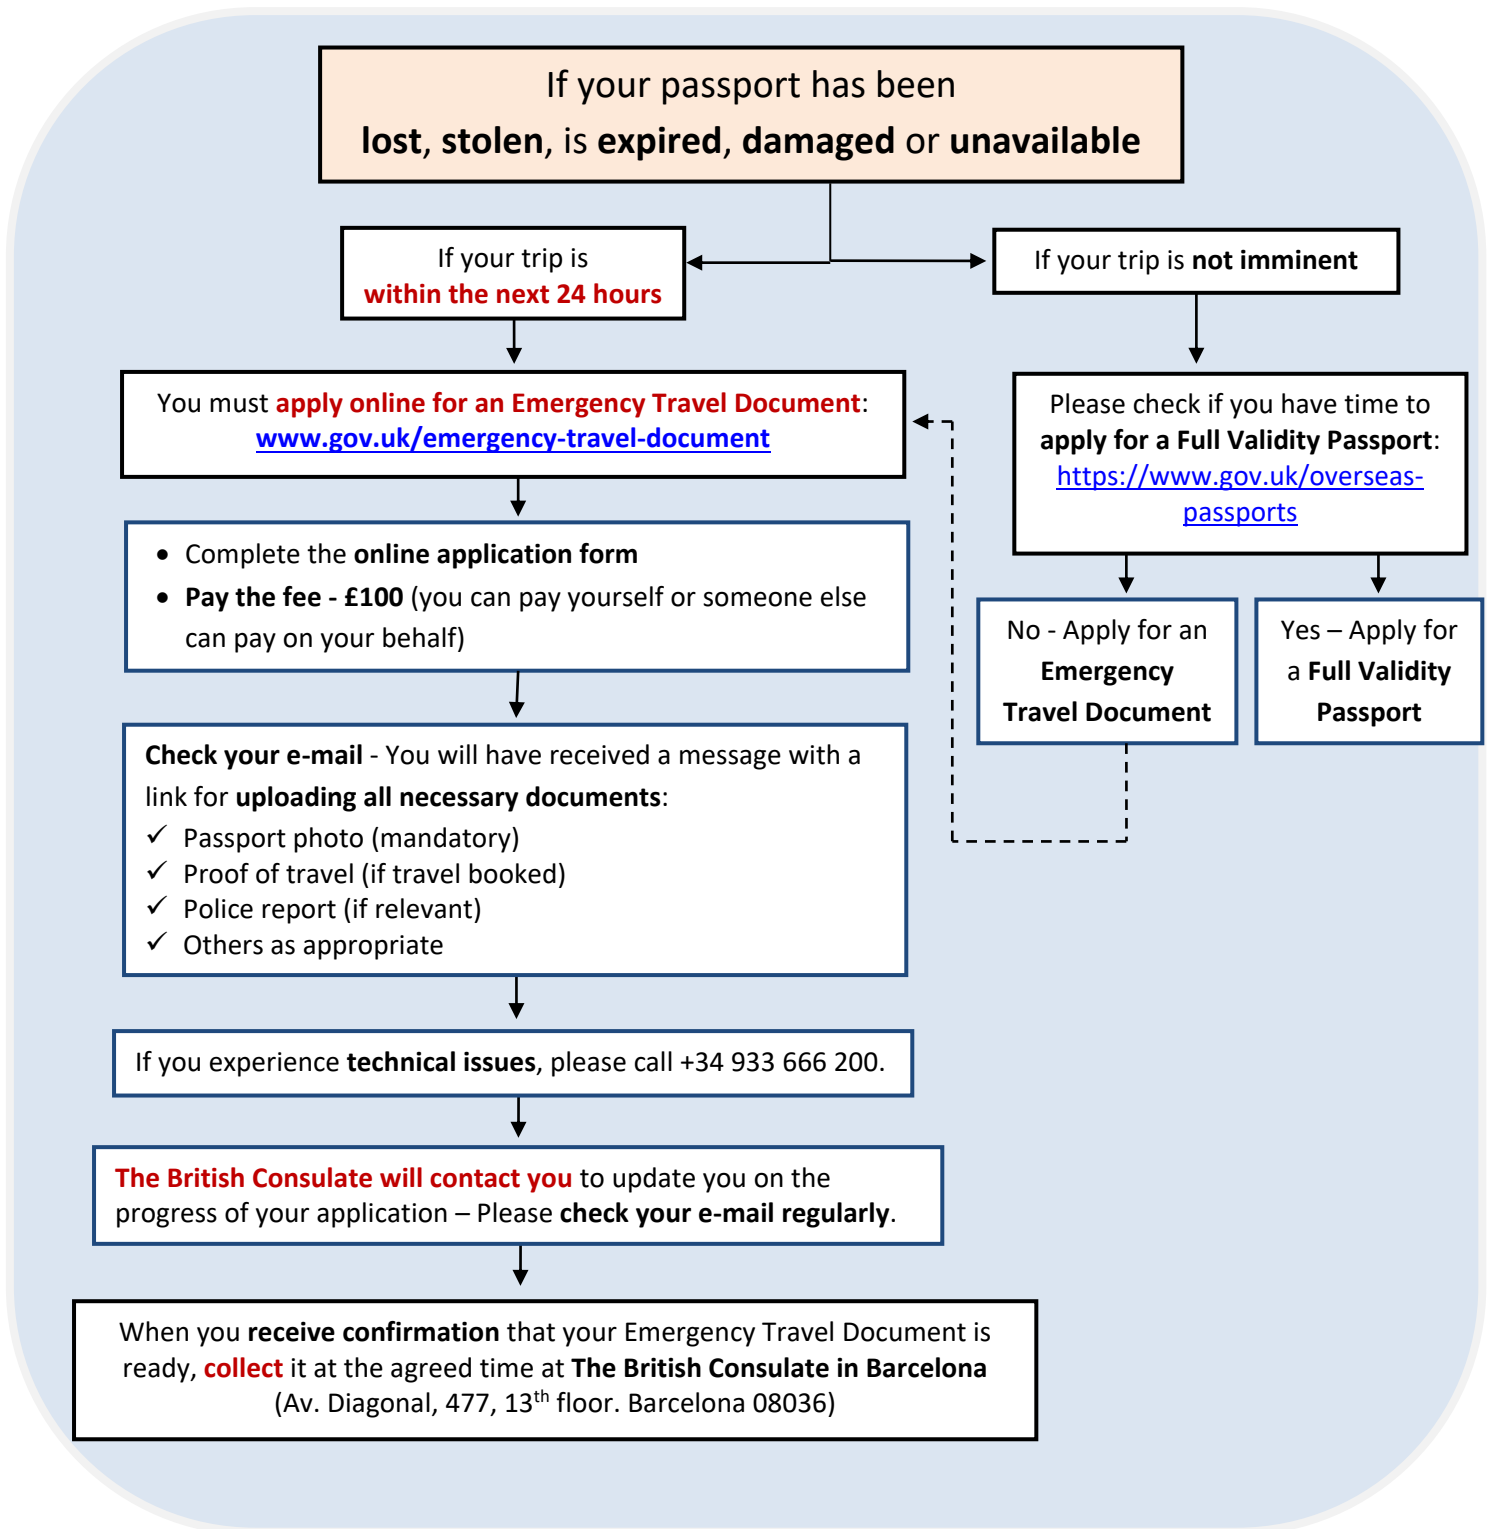 If your passport has been
lost, stolen, is expired, damaged or unavailable
If your trip is
within the next 24 hours
If your trip is not imminent
You must apply online for an Emergency Travel Document:
www.gov.uk/emergency-travel-document
Please check if you have time to
apply for a Full Validity Passport:
https://www.gov.uk/overseas-
passports
• Complete the online application form
• Pay the fee - £100 (you can pay yourself or someone else
can pay on your behalf)
No - Apply for an
Emergency
Travel Document
Yes – Apply for
a Full Validity
Passport
Check your e-mail - You will have received a message with a
link for uploading all necessary documents:
✓ Passport photo (mandatory)
✓ Proof of travel (if travel booked)
✓ Police report (if relevant)
✓ Others as appropriate
If you experience technical issues, please call +34 933 666 200.
The British Consulate will contact you to update you on the
progress of your application – Please check your e-mail regularly.
When you receive confirmation that your Emergency Travel Document is
ready, collect it at the agreed time at The British Consulate in Barcelona
(Av. Diagonal, 477, 13th floor. Barcelona 08036)